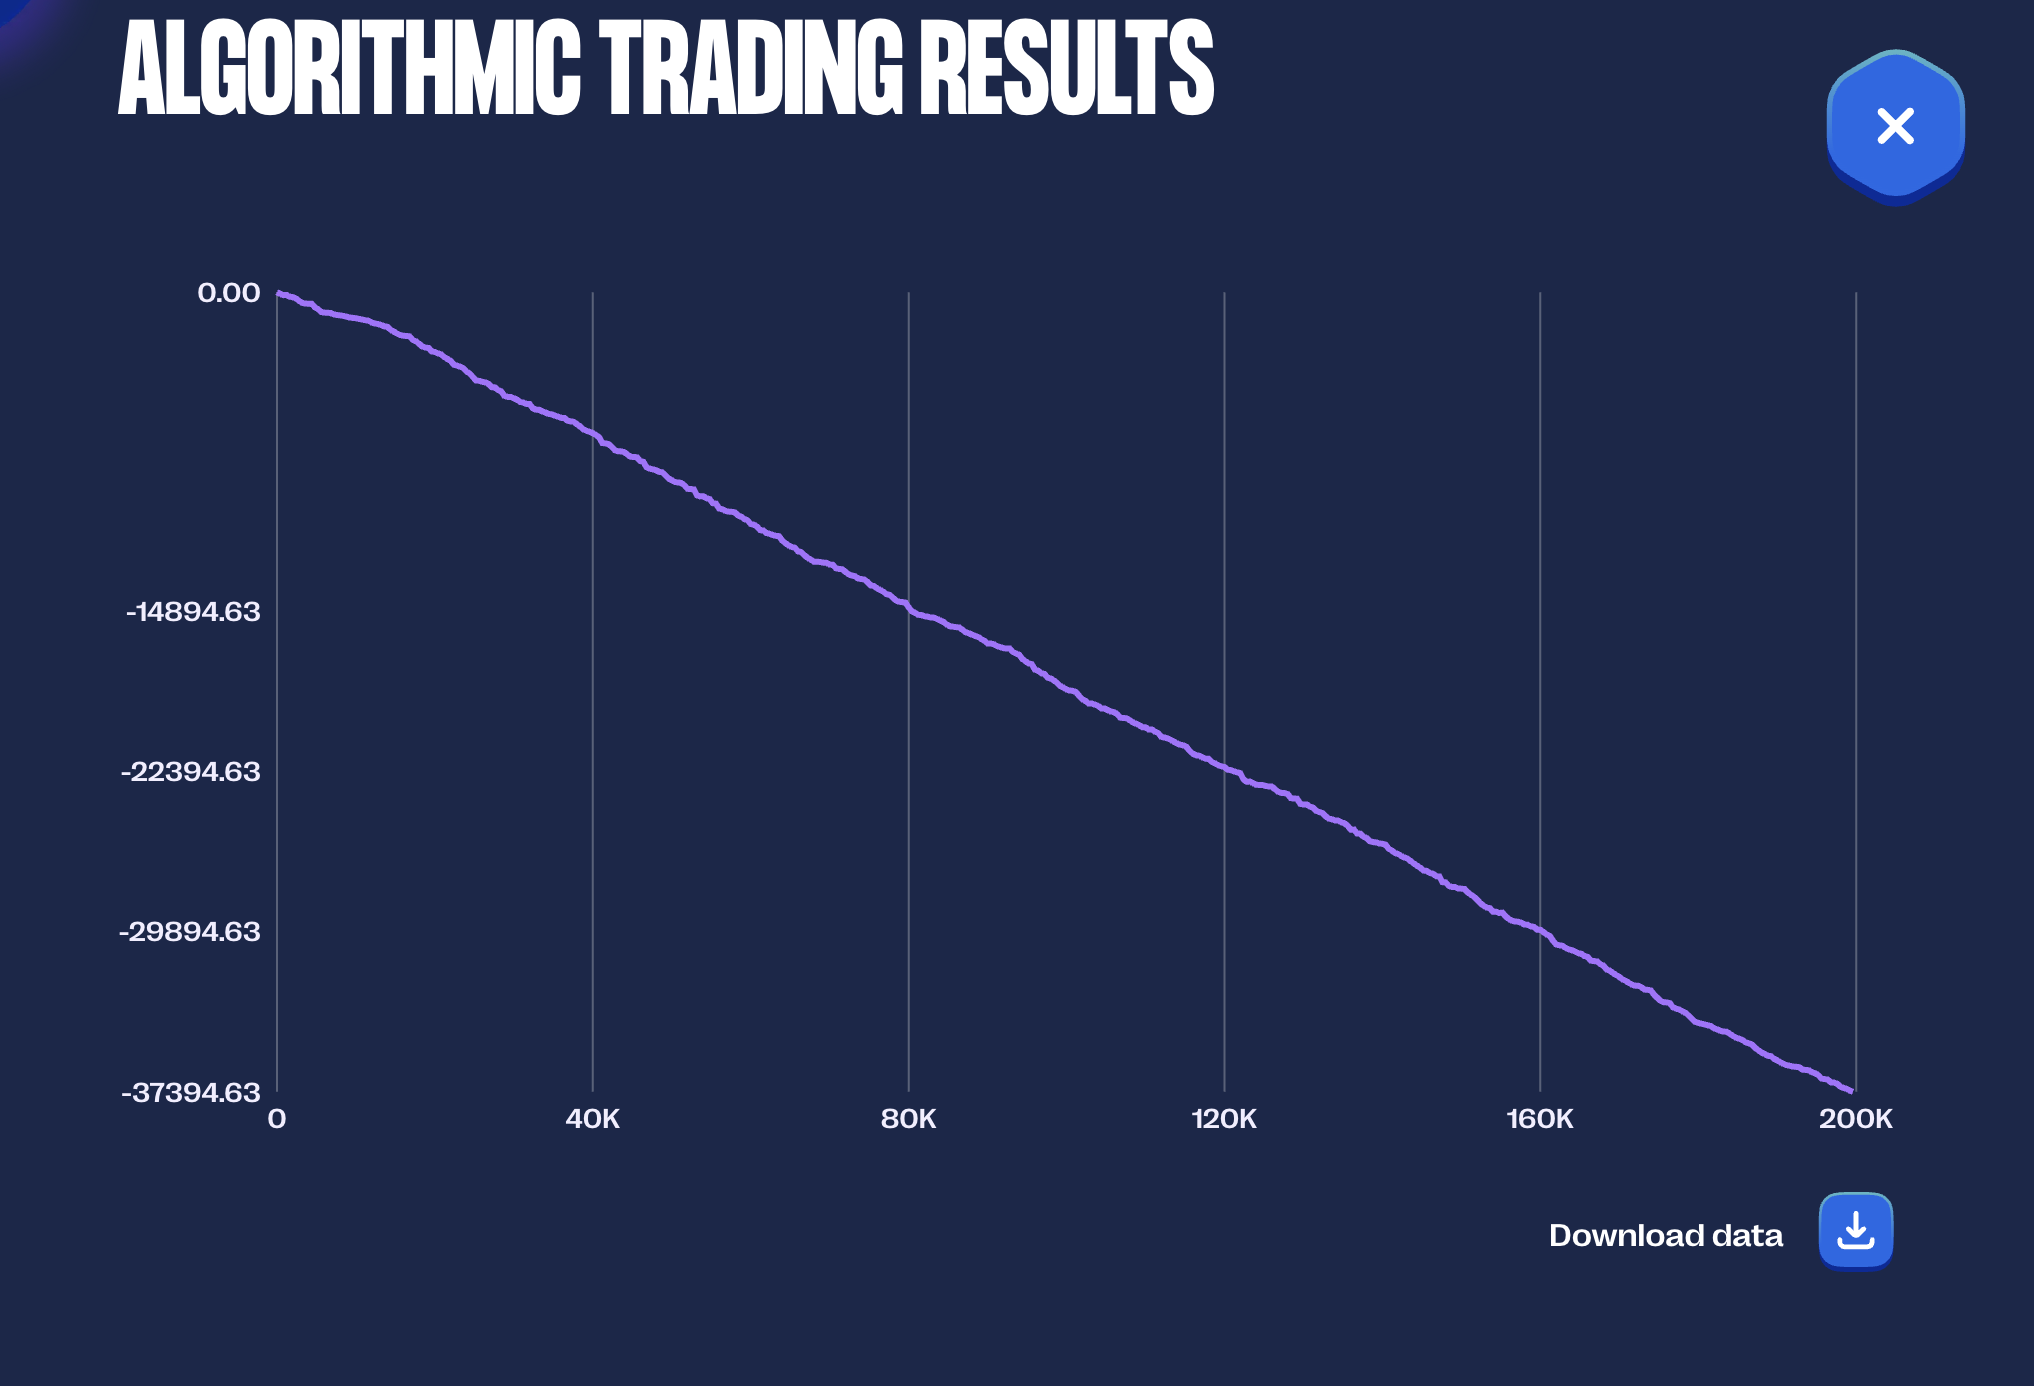 ALGORITHMIC TRADING RESULTS
0.00
-14894.63
-22394.63
-29894.63
-37394.63
0 40K 80K 120K 160K 200K
Download data